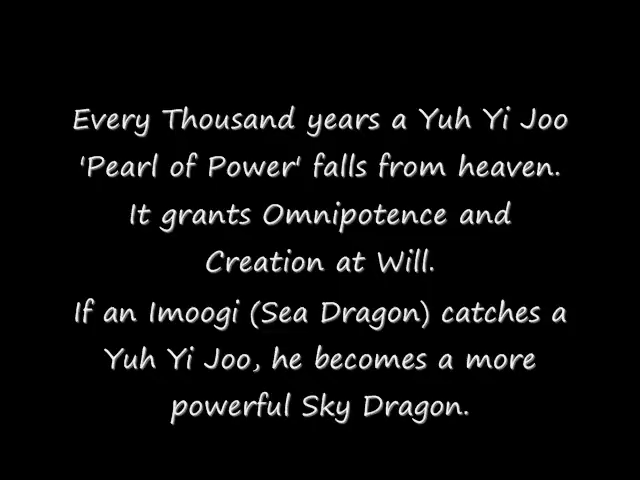 Every Thousand years a Yuh Yi Joo
'Pearl of Power' falls from heaven.
It grants Omnipotence and
Creation at Will.
If an Imoogi (Sea Dragon) catches a
Yuh Yi Joo, he becomes a more
powerful Sky Dragon.